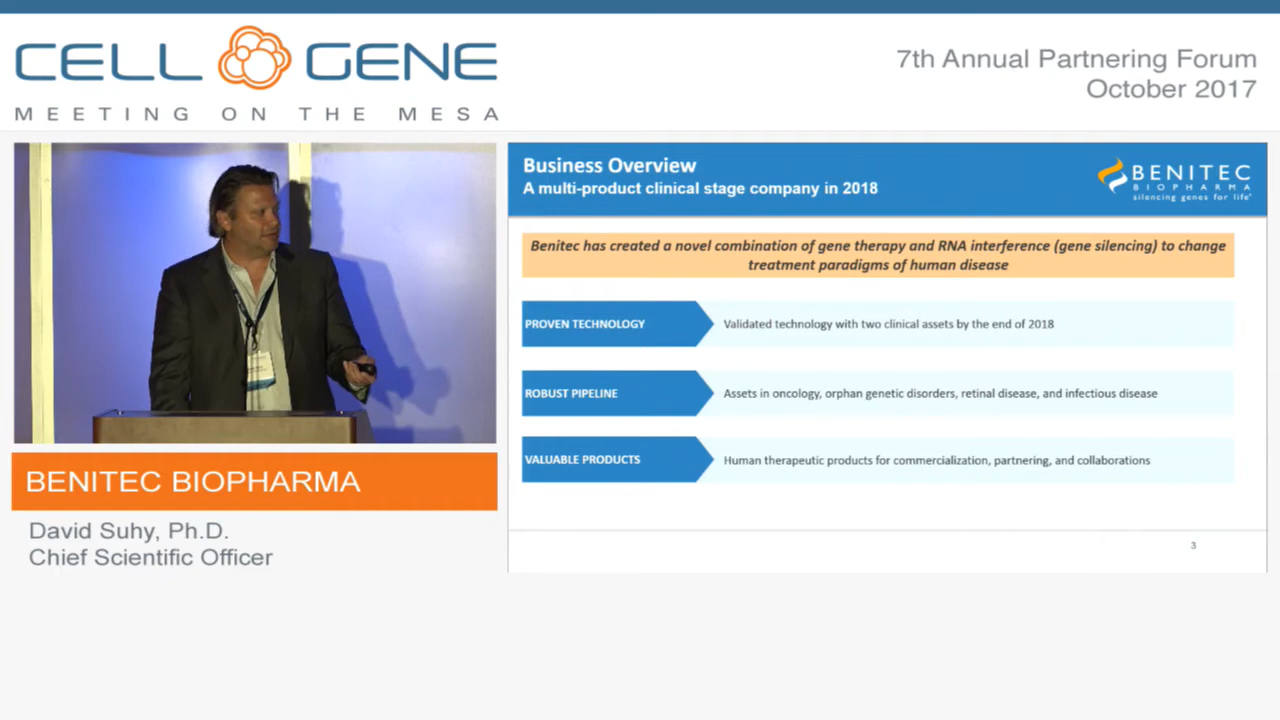 CELL GENE
MEETING ON THE MESA
7th Annual Partnering Forum
October 2017
Business Overview
A multi-product clinical stage company in 2018
BENITEC
BIOPHARMA
silencing genes for life
Benitec has created a novel combination of gene therapy and RNA interference (gene silencing) to change
treatment paradigms of human disease
PROVEN TECHNOLOGY
Validated technology with two clinical assets by the end of 2018
ROBUST PIPELINE
Assets in oncology, orphan genetic disorders, retinal disease, and infectious disease
VALUABLE PRODUCTS
Human therapeutic products for commercialization, partnering, and collaborations
3
BENITEC BIOPHARMA
David Suhy, Ph.D.
Chief Scientific Officer